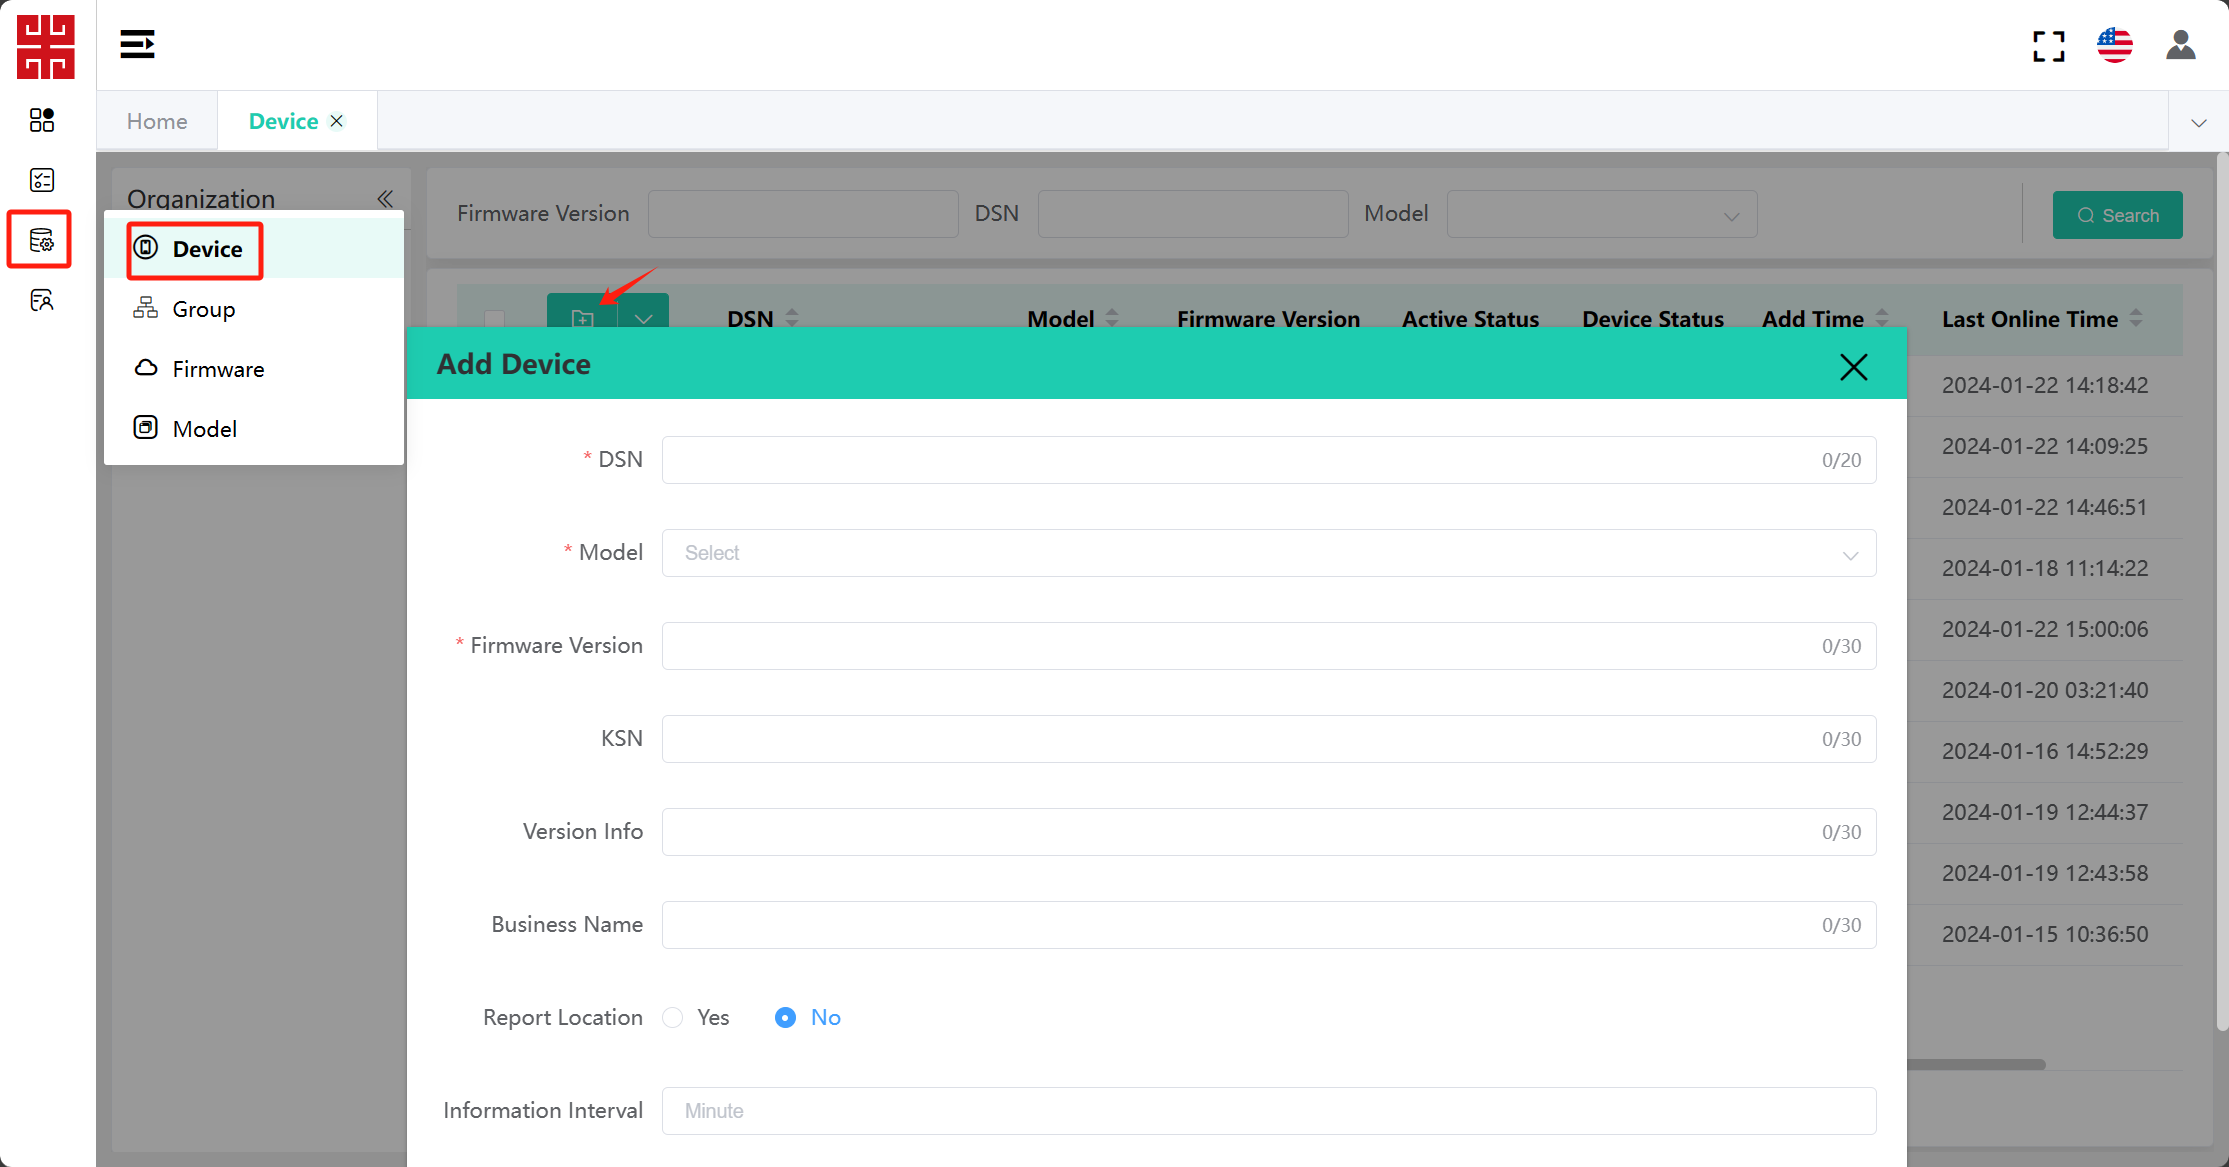 Home
Device
Organization
Firmware Version
DSN
Model
Search
Device
Group
Firmware
Model
DSN
Model
Firmware Version
Active Status
Device Status
Add Time
Last Online Time
Add Device
* DSN
0/20
* Model
Select
* Firmware Version
0/30
KSN
0/30
Version Info
0/30
Business Name
0/30
Report Location
Yes
No
Information Interval
Minute
2024-01-22 14:18:42
2024-01-22 14:09:25
2024-01-22 14:46:51
2024-01-18 11:14:22
2024-01-22 15:00:06
2024-01-20 03:21:40
2024-01-16 14:52:29
2024-01-19 12:44:37
2024-01-19 12:43:58
2024-01-15 10:36:50